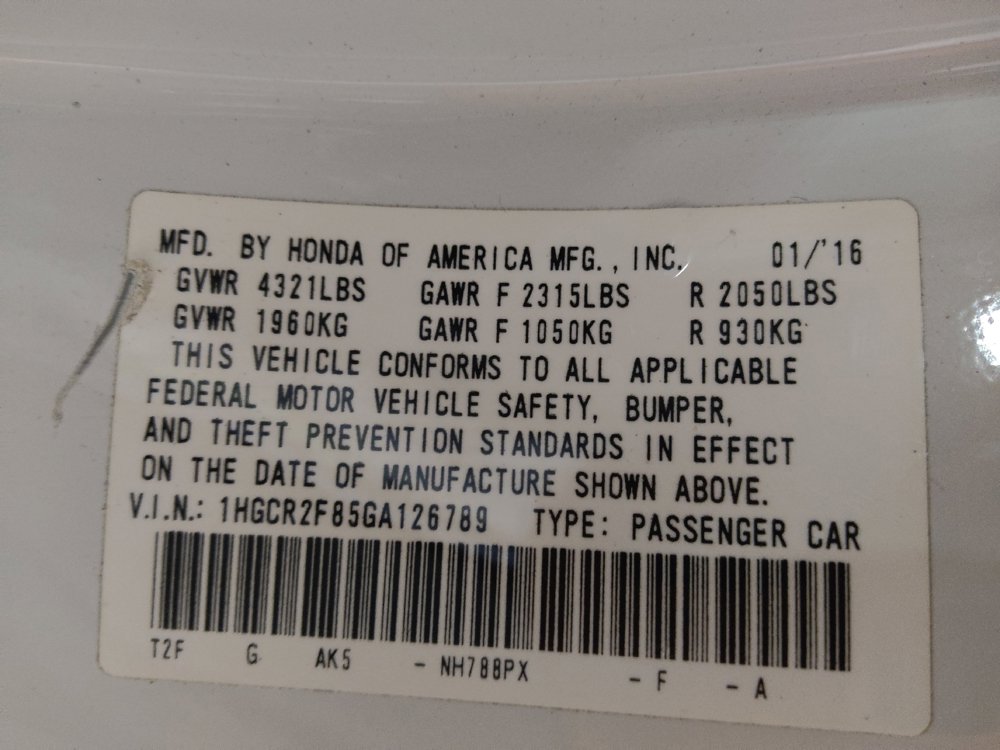 MFD. BY HONDA OF AMERICA MFG., INC. 01/'16
GVWR 4321LBS GAWR F 2315LBS R 2050LBS
GVWR 1960KG GAWR F 1050KG R 930KG
THIS VEHICLE CONFORMS TO ALL APPLICABLE
FEDERAL MOTOR VEHICLE SAFETY, BUMPER,
AND THEFT PREVENTION STANDARDS IN EFFECT
ON THE DATE OF MANUFACTURE SHOWN ABOVE.
V.I.N.: 1HGCR2F85GA126789 TYPE: PASSENGER CAR
T2F G AK5 - NH788PX - F - A